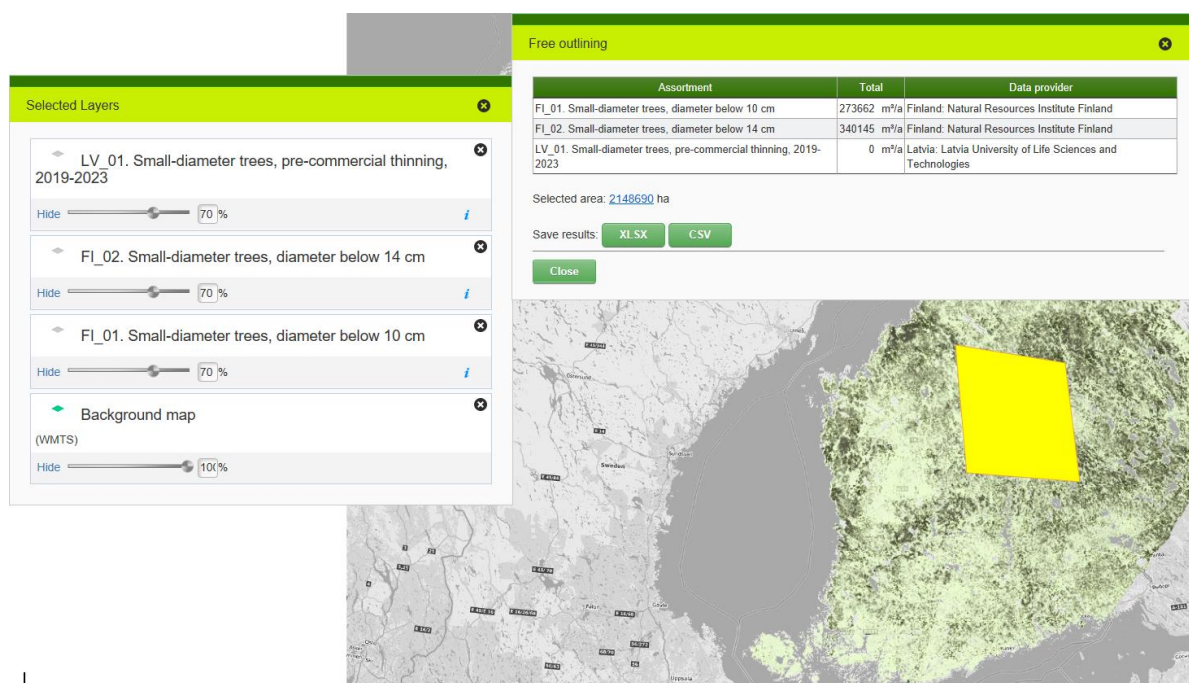 Selected Layers
LV_01. Small-diameter trees, pre-commercial thinning,
2019-2023
Hide 70 % i
FI_02. Small-diameter trees, diameter below 14 cm
Hide 70 % i
FI_01. Small-diameter trees, diameter below 10 cm
Hide 70 % i
Background map
(WMTS)
Hide 10( %
Free outlining
Assortment Total Data provider
FI_01. Small-diameter trees, diameter below 10 cm 273662 m³/a Finland: Natural Resources Institute Finland
FI_02. Small-diameter trees, diameter below 14 cm 340145 m³/a Finland: Natural Resources Institute Finland
LV_01. Small-diameter trees, pre-commercial thinning, 2019- 0 m³/a Latvia: Latvia University of Life Sciences and
2023 Technologies
Selected area: 2148690 ha
Save results: XLSX CSV
Close
Sweden
Uppsala